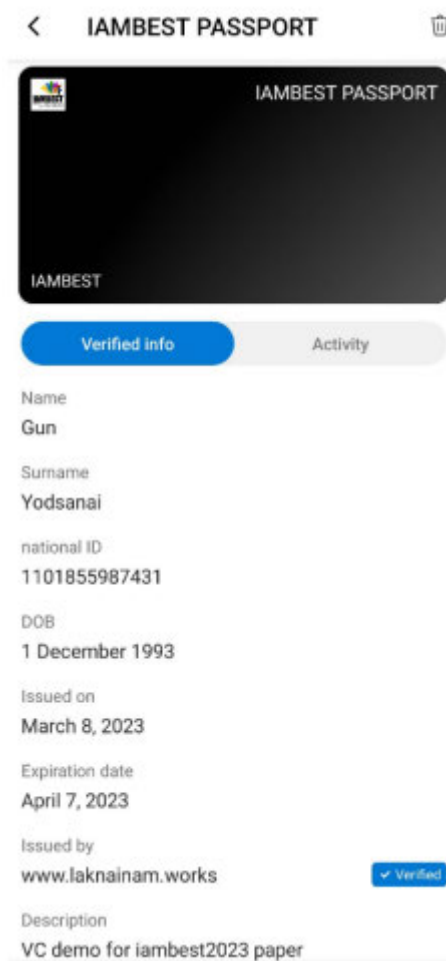 IAMBEST PASSPORT
IAMBEST
IAMBEST PASSPORT
IAMBEST
Verified info
Activity
Name
Gun
Surname
Yodsanai
national ID
1101855987431
DOB
1 December 1993
Issued on
March 8, 2023
Expiration date
April 7, 2023
Issued by
www.laknainam.works
Verified
Description
VC demo for iambest2023 paper